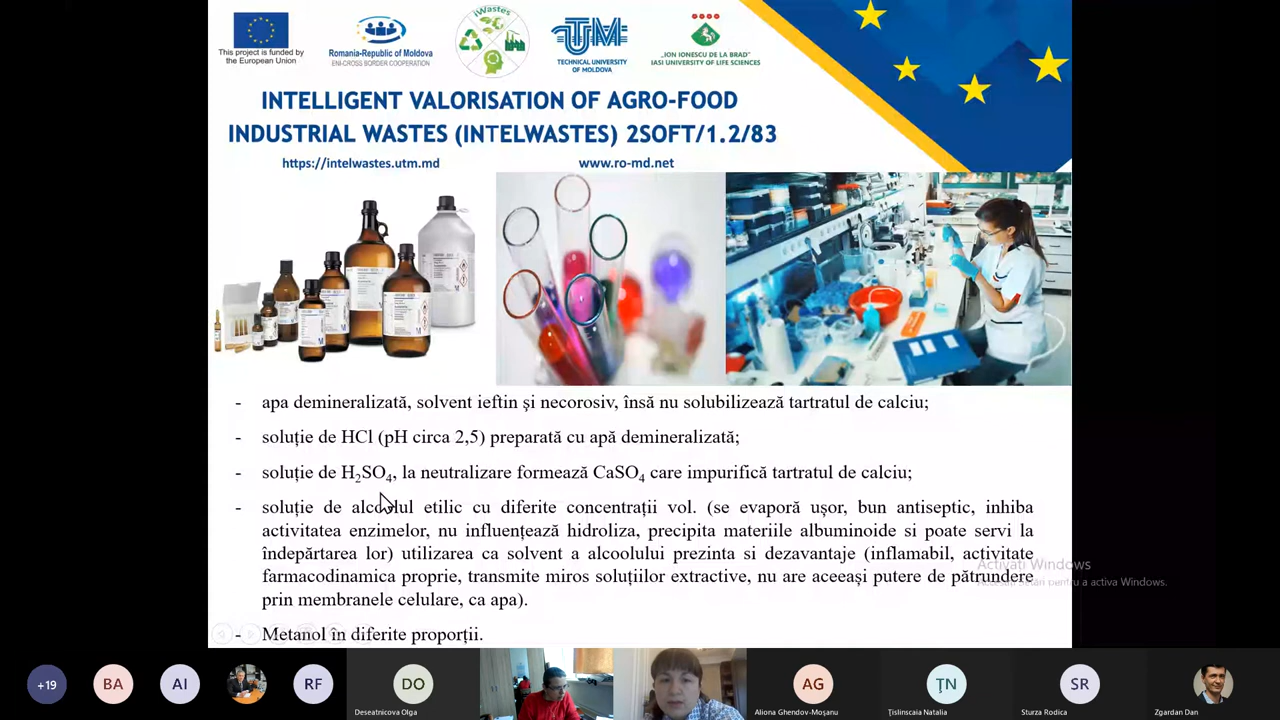 This project is funded by
the European Union
Romania-Republic of Moldova
ENI-CROSS BORDER COOPERATION
iWastes
UTM
TECHNICAL UNIVERSITY
OF MOLDOVA
„ION IONESCU DE LA BRAD"
IASI UNIVERSITY OF LIFE SCIENCES
INTELLIGENT VALORISATION OF AGRO-FOOD
INDUSTRIAL WASTES (INTELWASTES) 2SOFT/1.2/83
https://intelwastes.utm.md
www.ro-md.net
- apa demineralizată, solvent ieftin şi necorosiv, însă nu solubilizează tartratul de calciu;
- soluție de HCl (pH circa 2,5) preparată cu apă demineralizată;
- soluție de H₂SO₄, la neutralizare formează CaSO₄ care impurifică tartratul de calciu;
- soluție de alcoolul etilic cu diferite concentrații vol. (se evaporă ușor, bun antiseptic, inhiba
activitatea enzimelor, nu influențează hidroliza, precipita materiile albuminoide si poate servi la
îndepărtarea lor) utilizarea ca solvent a alcoolului prezinta si dezavantaje (inflamabil, activitate
farmacodinamica proprie, transmite miros soluțiilor extractive, nu are aceeași putere de pătrundere
prin membranele celulare, ca apa).
- Metanol în diferite proporții.
Activați Windows
Accesați Setări pentru a activa Windows.
+19
BA
AI
RF
DO
Deseatnicova Olga
AG
Aliona Ghendov-Moșanu
ŢN
Țislinscaia Natalia
SR
Sturza Rodica
Zgardan Dan